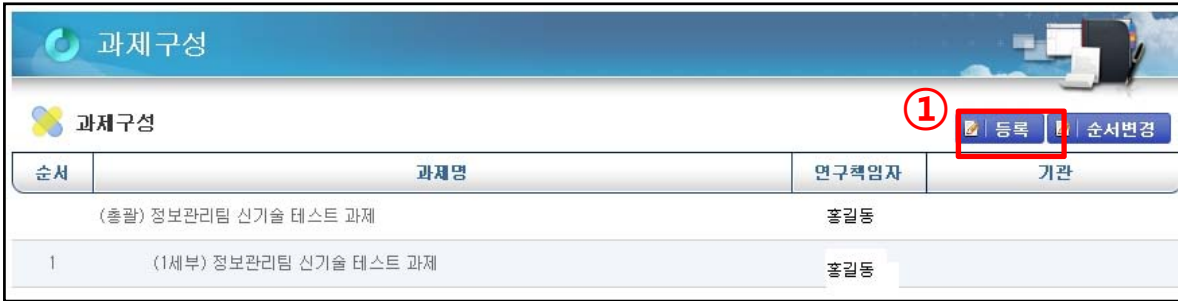 과제구성
과제구성
①
등록
순서변경
순서 과제명 연구책임자 기관
(총괄) 정보관리팀 신기술 테스트 과제 홍길동
1 (1세부) 정보관리팀 신기술 테스트 과제 홍길동